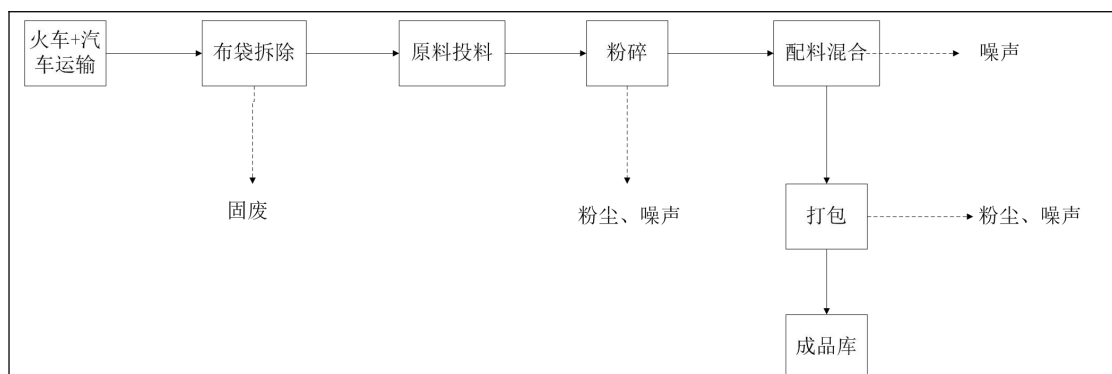 火车+汽
车运输
布袋拆除
原料投料
粉碎
配料混合
噪声
固废
粉尘、噪声
打包
粉尘、噪声
成品库